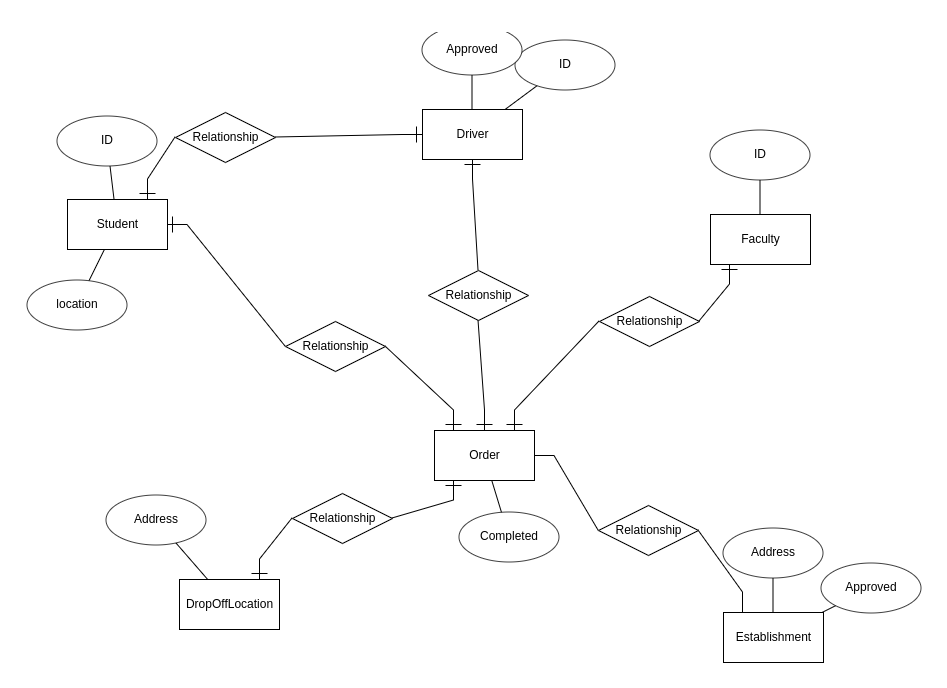 Approved
ID
Driver
Relationship
ID
ID
Student
Faculty
location
Relationship
Relationship
Relationship
Order
Address
Relationship
Relationship
Completed
Address
Approved
DropOffLocation
Establishment